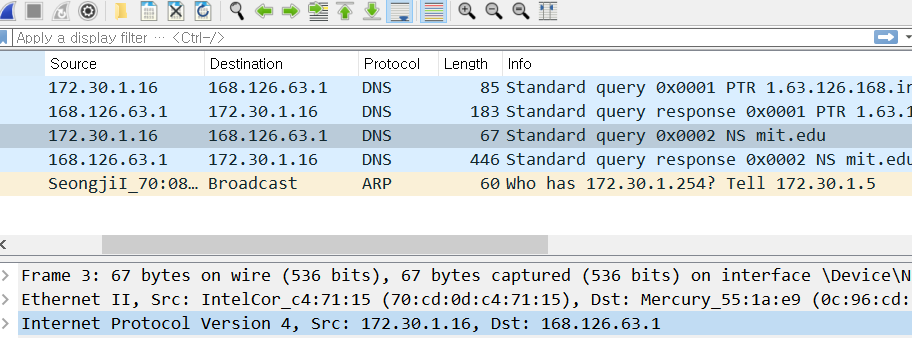 Apply a display filter ... <Ctrl-/>
Source Destination Protocol Length Info
172.30.1.16 168.126.63.1 DNS 85 Standard query 0x0001 PTR 1.63.126.168.in
168.126.63.1 172.30.1.16 DNS 183 Standard query response 0x0001 PTR 1.63.1
172.30.1.16 168.126.63.1 DNS 67 Standard query 0x0002 NS mit.edu
168.126.63.1 172.30.1.16 DNS 446 Standard query response 0x0002 NS mit.edu
SeongjiI_70:08… Broadcast ARP 60 Who has 172.30.1.254? Tell 172.30.1.5
Frame 3: 67 bytes on wire (536 bits), 67 bytes captured (536 bits) on interface \Device\N
Ethernet II, Src: IntelCor_c4:71:15 (70:cd:0d:c4:71:15), Dst: Mercury_55:1a:e9 (0c:96:cd:
Internet Protocol Version 4, Src: 172.30.1.16, Dst: 168.126.63.1